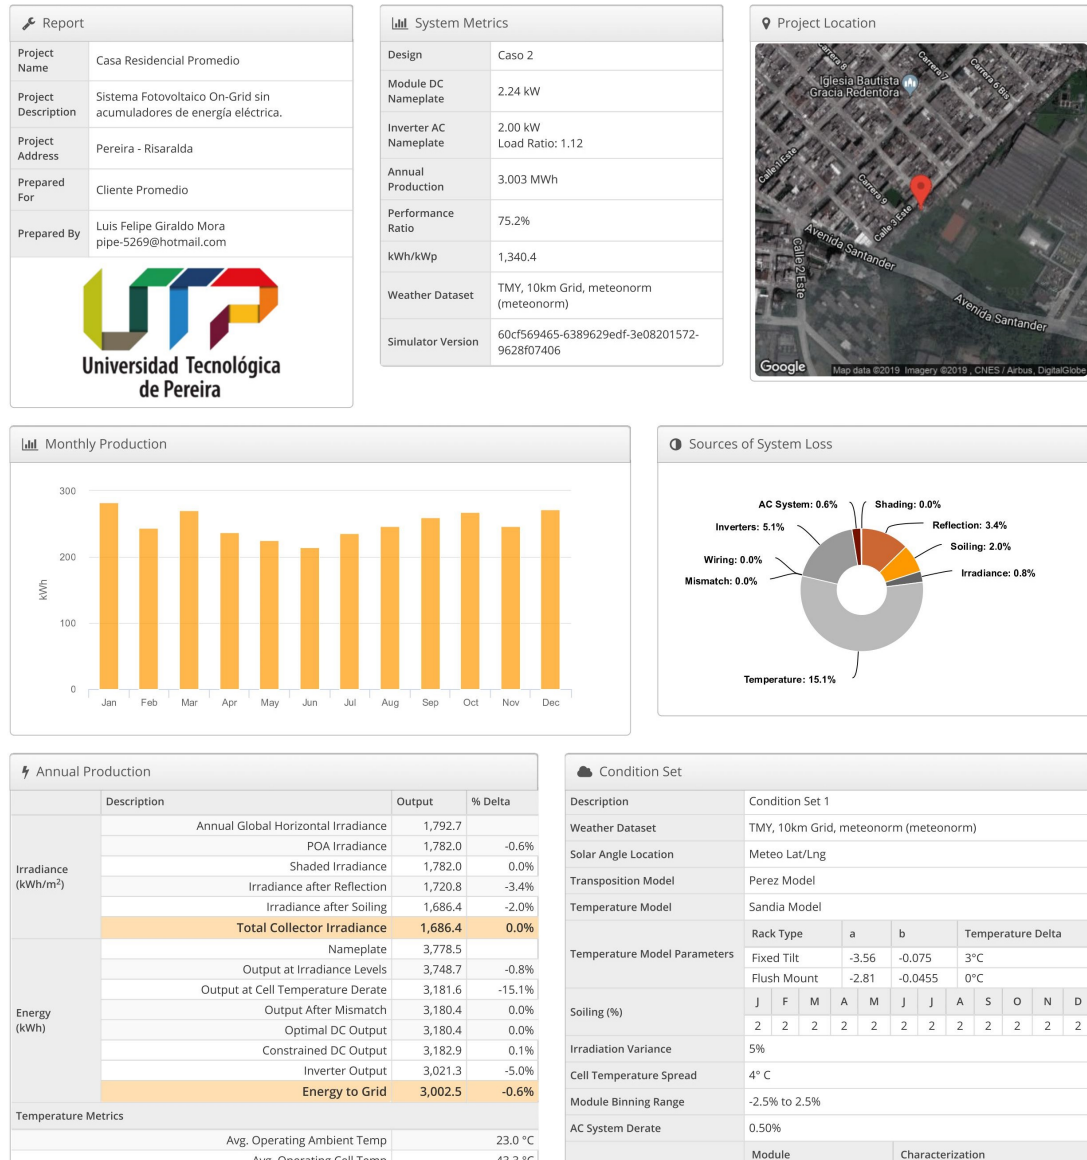 Report
Project Name
Casa Residencial Promedio
Project Description
Sistema Fotovoltaico On-Grid sin
acumuladores de energía eléctrica.
Project Address
Pereira - Risaralda
Prepared For
Cliente Promedio
Prepared By
Luis Felipe Giraldo Mora
pipe-5269@hotmail.com
UTP
Universidad Tecnológica
de Pereira
System Metrics
Design
Caso 2
Module DC Nameplate
2.24 kW
Inverter AC Nameplate
2.00 kW
Load Ratio: 1.12
Annual Production
3.003 MWh
Performance Ratio
75.2%
kWh/kWp
1,340.4
Weather Dataset
TMY, 10km Grid, meteonorm
(meteonorm)
Simulator Version
60cf569465-6389629edf-3e08201572-
9628f07406
Project Location
Carrera 8
Carrera 7
Carrera 6 Bis
Iglesia Bautista
Gracia Redentora
Calle 1 Este
Carrera 9
Calle 3 Este
Calle 2 Este
Avenida Santander
Avenida Santander
Google
Map data ©2019 Imagery ©2019 , CNES / Airbus, DigitalGlobe
Monthly Production
kWh
300
200
100
0
Jan Feb Mar Apr May Jun Jul Aug Sep Oct Nov Dec
Sources of System Loss
AC System: 0.6%
Shading: 0.0%
Inverters: 5.1%
Reflection: 3.4%
Soiling: 2.0%
Wiring: 0.0%
Irradiance: 0.8%
Mismatch: 0.0%
Temperature: 15.1%
Annual Production
Description Output % Delta
Irradiance
(kWh/m²)
Annual Global Horizontal Irradiance 1,792.7
POA Irradiance 1,782.0 -0.6%
Shaded Irradiance 1,782.0 0.0%
Irradiance after Reflection 1,720.8 -3.4%
Irradiance after Soiling 1,686.4 -2.0%
Total Collector Irradiance 1,686.4 0.0%
Energy
(kWh)
Nameplate 3,778.5
Output at Irradiance Levels 3,748.7 -0.8%
Output at Cell Temperature Derate 3,181.6 -15.1%
Output After Mismatch 3,180.4 0.0%
Optimal DC Output 3,180.4 0.0%
Constrained DC Output 3,182.9 0.1%
Inverter Output 3,021.3 -5.0%
Energy to Grid 3,002.5 -0.6%
Temperature Metrics
Avg. Operating Ambient Temp 23.0 °C
Avg. Operating Cell Temp 43.3 °C
Condition Set
Description Condition Set 1
Weather Dataset TMY, 10km Grid, meteonorm (meteonorm)
Solar Angle Location Meteo Lat/Lng
Transposition Model Perez Model
Temperature Model Sandia Model
Temperature Model Parameters
Rack Type a b Temperature Delta
Fixed Tilt -3.56 -0.075 3°C
Flush Mount -2.81 -0.0455 0°C
Soiling (%)
J F M A M J J A S O N D
2 2 2 2 2 2 2 2 2 2 2 2
Irradiation Variance 5%
Cell Temperature Spread 4° C
Module Binning Range -2.5% to 2.5%
AC System Derate 0.50%
Module Characterization